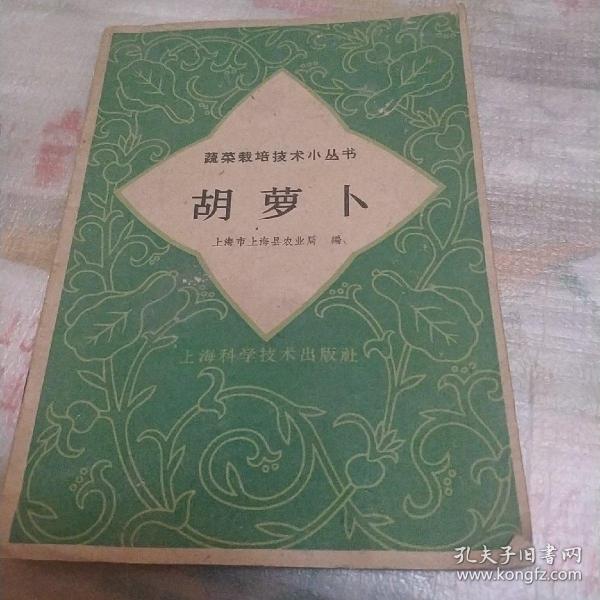 蔬菜栽培技术小丛书
胡萝卜
上海市上海县农业局 編
上海科学技术出版社
孔夫子旧书网
www.kongfz.com